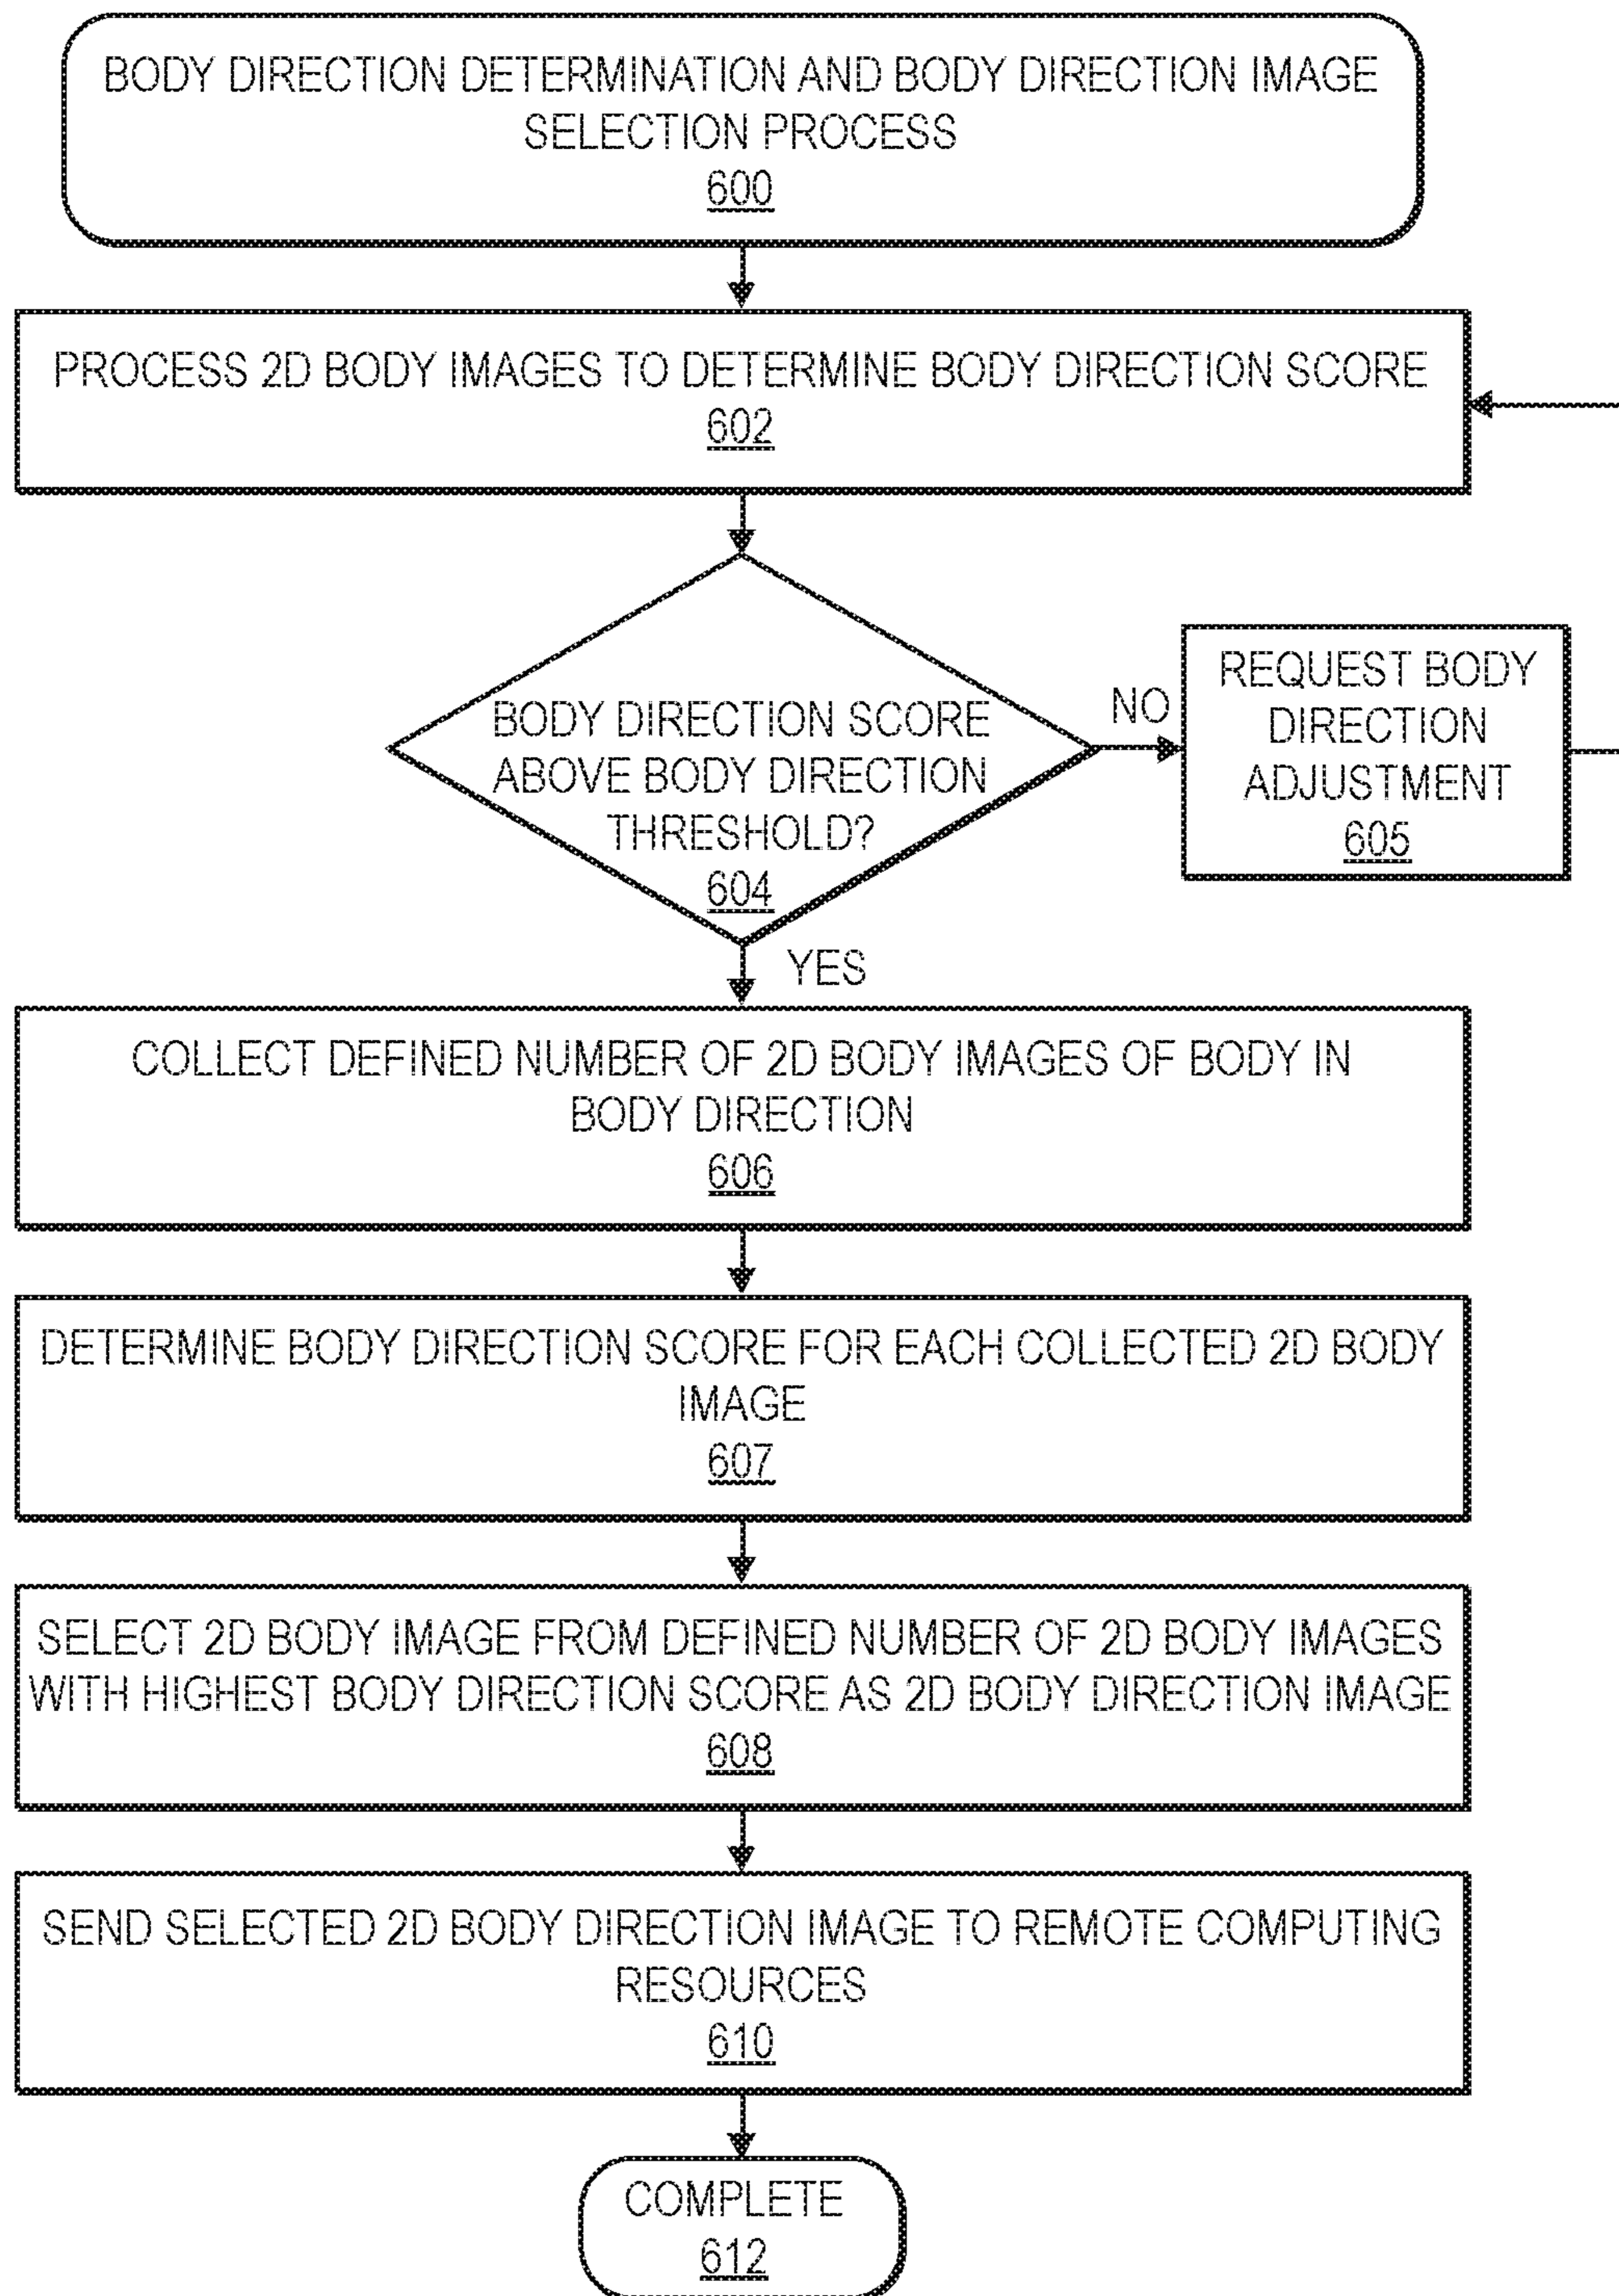 BODY DIRECTION DETERMINATION AND BODY DIRECTION IMAGE
SELECTION PROCESS
600
PROCESS 2D BODY IMAGES TO DETERMINE BODY DIRECTION SCORE
602
BODY DIRECTION SCORE
ABOVE BODY DIRECTION
THRESHOLD?
604
NO
REQUEST BODY
DIRECTION
ADJUSTMENT
605
YES
COLLECT DEFINED NUMBER OF 2D BODY IMAGES OF BODY IN
BODY DIRECTION
606
DETERMINE BODY DIRECTION SCORE FOR EACH COLLECTED 2D BODY
IMAGE
607
SELECT 2D BODY IMAGE FROM DEFINED NUMBER OF 2D BODY IMAGES
WITH HIGHEST BODY DIRECTION SCORE AS 2D BODY DIRECTION IMAGE
608
SEND SELECTED 2D BODY DIRECTION IMAGE TO REMOTE COMPUTING
RESOURCES
610
COMPLETE
612